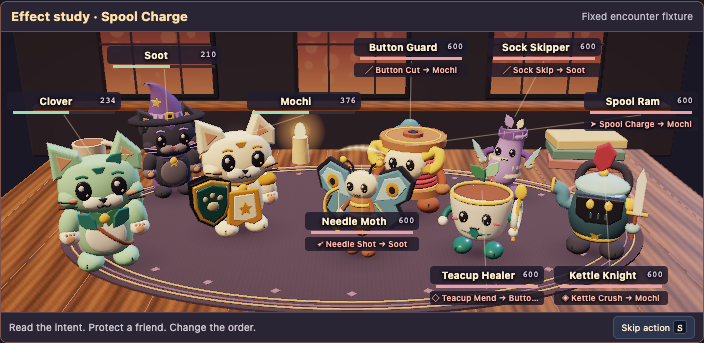 Effect study · Spool Charge
Fixed encounter fixture
Soot 210
Button Guard 600
Button Cut → Mochi
Sock Skipper 600
Sock Skip → Soot
Clover 234
Mochi 376
Spool Ram 600
Spool Charge → Mochi
Needle Moth 600
Needle Shot → Soot
Teacup Healer 600
Teacup Mend → Butto...
Kettle Knight 600
Kettle Crush → Mochi
Read the intent. Protect a friend. Change the order.
Skip action S